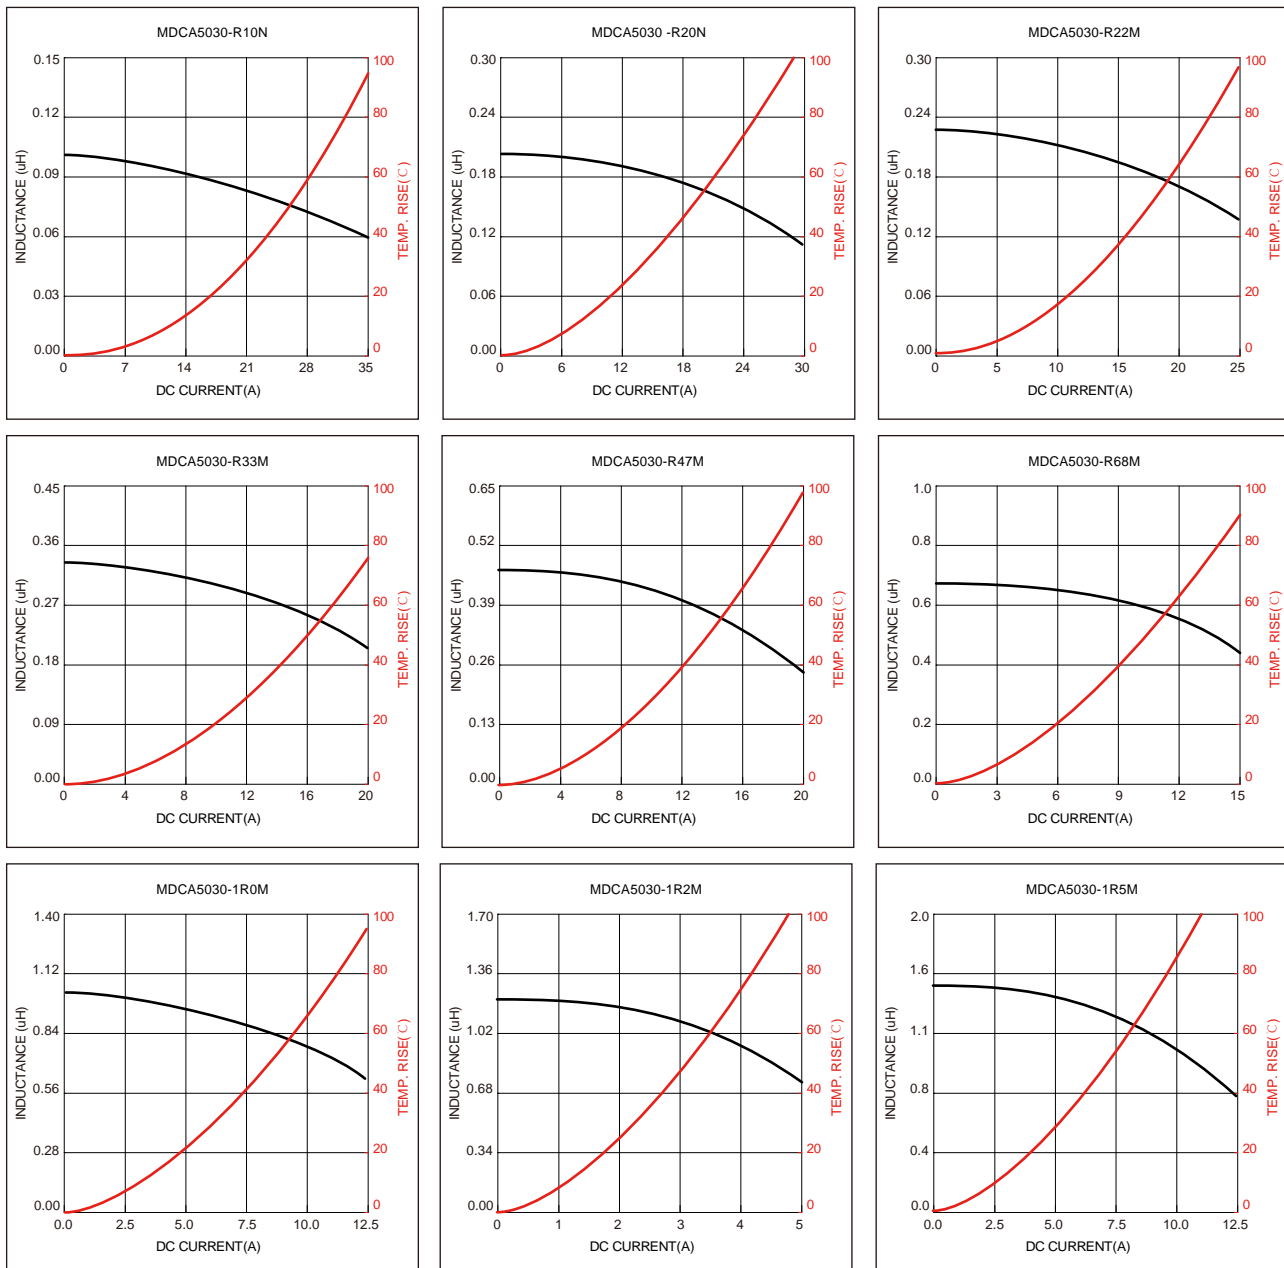 MDCA5030-R10N
INDUCTANCE (uH)
0.15
0.12
0.09
0.06
0.03
0.00
0 7 14 21 28 35
DC CURRENT(A)
100
80
60
40
20
0
TEMP. RISE(℃)
MDCA5030 -R20N
INDUCTANCE (uH)
0.30
0.24
0.18
0.12
0.06
0.00
0 6 12 18 24 30
DC CURRENT(A)
100
80
60
40
20
0
TEMP. RISE(℃)
MDCA5030-R22M
INDUCTANCE (uH)
0.30
0.24
0.18
0.12
0.06
0.00
0 5 10 15 20 25
DC CURRENT(A)
100
80
60
40
20
0
TEMP. RISE(℃)
MDCA5030-R33M
INDUCTANCE (uH)
0.45
0.36
0.27
0.18
0.09
0.00
0 4 8 12 16 20
DC CURRENT(A)
100
80
60
40
20
0
TEMP. RISE(℃)
MDCA5030-R47M
INDUCTANCE (uH)
0.65
0.52
0.39
0.26
0.13
0.00
0 4 8 12 16 20
DC CURRENT(A)
100
80
60
40
20
0
TEMP. RISE(℃)
MDCA5030-R68M
INDUCTANCE (uH)
1.0
0.8
0.6
0.4
0.2
0.0
0 3 6 9 12 15
DC CURRENT(A)
100
80
60
40
20
0
TEMP. RISE(℃)
MDCA5030-1R0M
INDUCTANCE (uH)
1.40
1.12
0.84
0.56
0.28
0.00
0.0 2.5 5.0 7.5 10.0 12.5
DC CURRENT(A)
100
80
60
40
20
0
TEMP. RISE(℃)
MDCA5030-1R2M
INDUCTANCE (uH)
1.70
1.36
1.02
0.68
0.34
0.00
0 1 2 3 4 5
DC CURRENT(A)
100
80
60
40
20
0
TEMP. RISE(℃)
MDCA5030-1R5M
INDUCTANCE (uH)
2.0
1.6
1.1
0.8
0.4
0.0
0.0 2.5 5.0 7.5 10.0 12.5
DC CURRENT(A)
100
80
60
40
20
0
TEMP. RISE(℃)